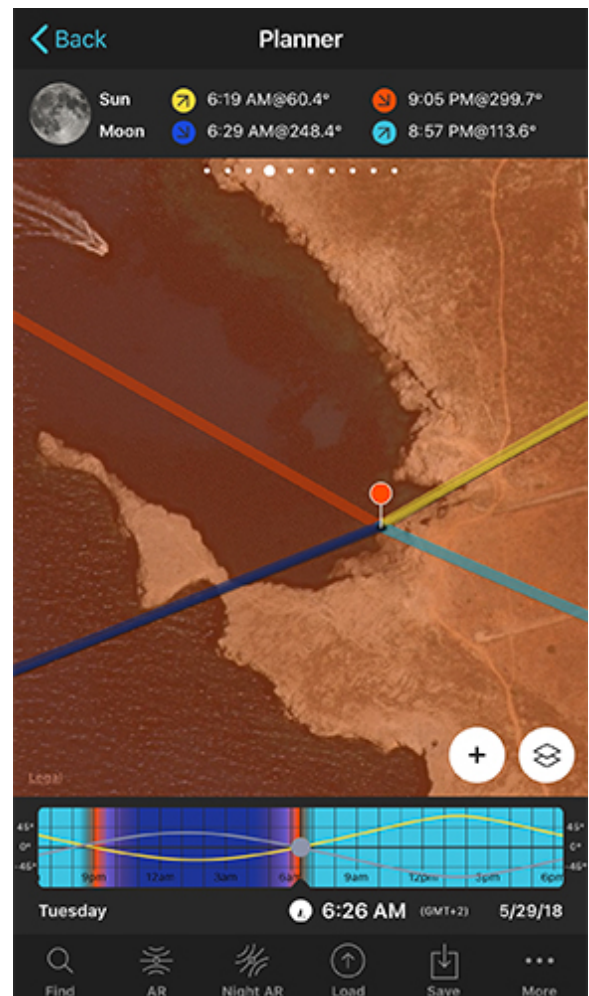 Back Planner
Sun 6:19 AM@60.4° 9:05 PM@299.7°
Moon 6:29 AM@248.4° 8:57 PM@113.6°
Legal
45° 45°
0° 0°
-45° -45°
9pm 12am 3am 6am 9am 12pm 3pm 6pm
Tuesday 6:26 AM (GMT+2) 5/29/18
Find AR Night AR Load Save More